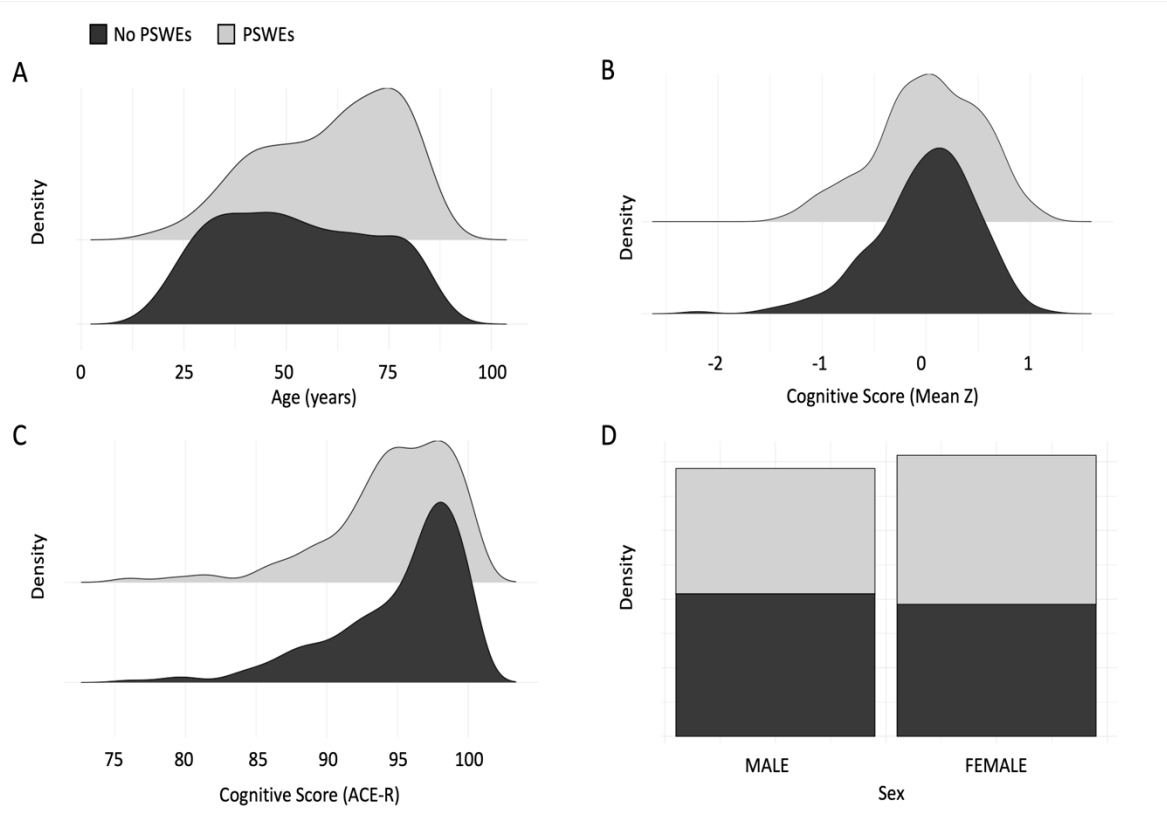 No PSWEs PSWEs
A
Density
0 25 50 75 100
Age (years)
B
Density
-2 -1 0 1
Cognitive Score (Mean Z)
C
Density
75 80 85 90 95 100
Cognitive Score (ACE-R)
D
Density
MALE FEMALE
Sex